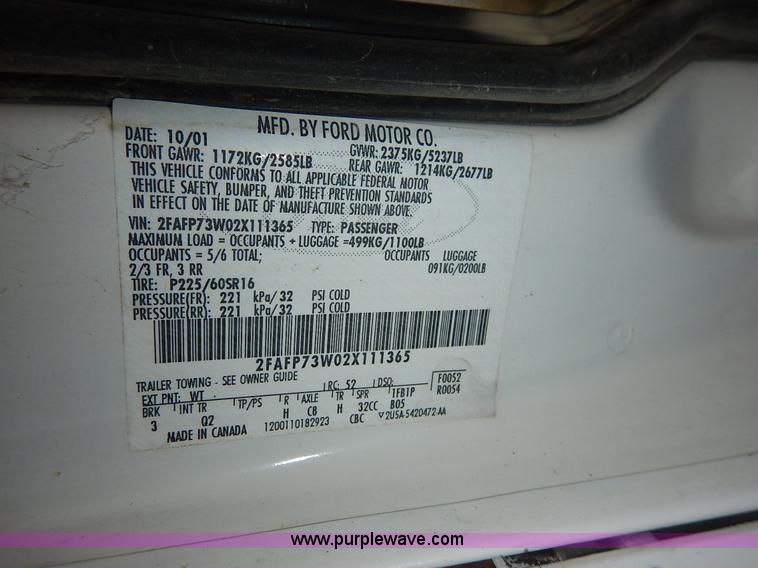 MFD. BY FORD MOTOR CO.
DATE: 10/01 GVWR: 2375KG/5237LB
FRONT GAWR: 1172KG/2585LB REAR GAWR: 1214KG/2677LB
THIS VEHICLE CONFORMS TO ALL APPLICABLE FEDERAL MOTOR
VEHICLE SAFETY, BUMPER, AND THEFT PREVENTION STANDARDS
IN EFFECT ON THE DATE OF MANUFACTURE SHOWN ABOVE.
VIN: 2FAFP73W02X111365 TYPE: PASSENGER
MAXIMUM LOAD = OCCUPANTS + LUGGAGE =499KG/1100LB
OCCUPANTS = 5/6 TOTAL; OCCUPANTS LUGGAGE
2/3 FR, 3 RR 091KG/0200LB
TIRE: P225/60SR16
PRESSURE(FR): 221 kPa/32 PSI COLD
PRESSURE(RR): 221 kPa/32 PSI COLD
2FAFP73W02X111365
TRAILER TOWING - SEE OWNER GUIDE
EXT PNT: WT RC: 52 DSO: F0052
BRK INT TR TP/PS R AXLE TR SPR 1FB1P R0054
3 Q2 H C8 H 32CC B05
MADE IN CANADA 1200110182923 CBC 2U5A-5420472-AA
www.purplewave.com